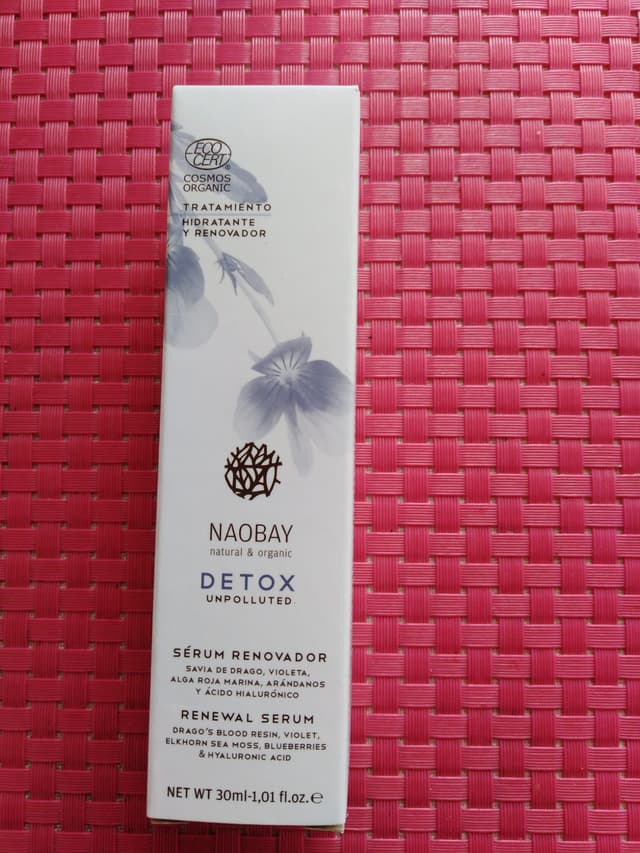 ECO
CERT®
COSMOS
ORGANIC
TRATAMIENTO
HIDRATANTE
Y RENOVADOR
NAOBAY
natural & organic
DETOX
UNPOLLUTED
SÉRUM RENOVADOR
SAVIA DE DRAGO, VIOLETA,
ALGA ROJA MARINA, ARÁNDANOS
Y ÁCIDO HIALURÓNICO
RENEWAL SERUM
DRAGO'S BLOOD RESIN, VIOLET,
ELKHORN SEA MOSS, BLUEBERRIES
& HYALURONIC ACID
NET WT 30ml-1,01 fl.oz.℮